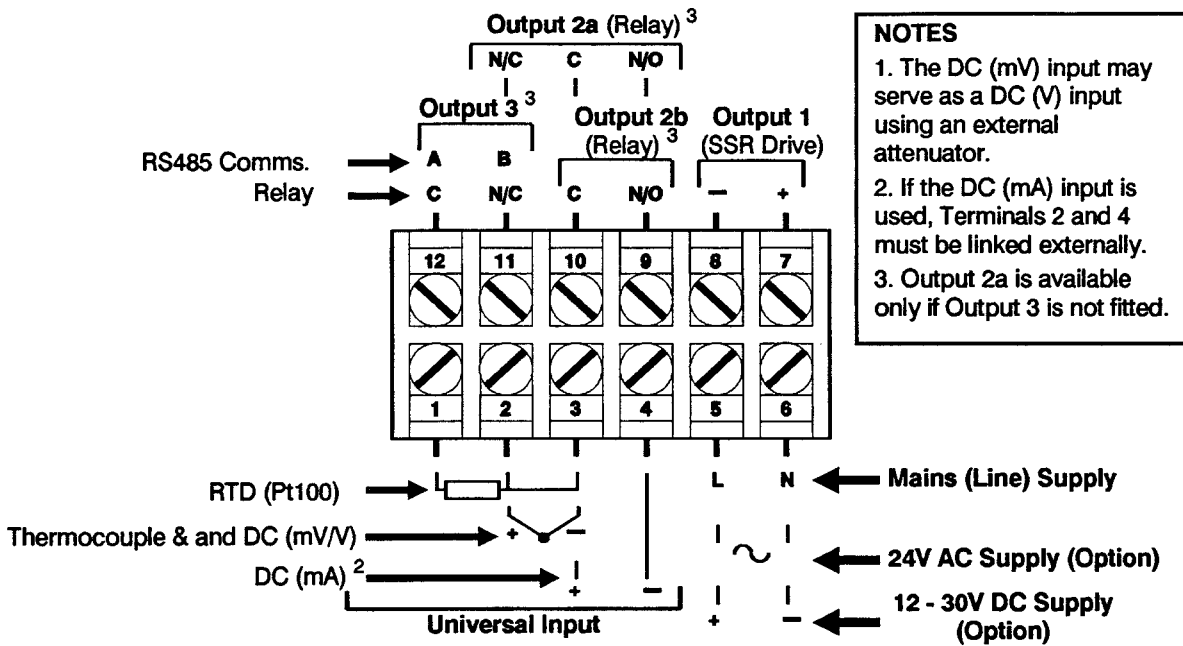 Output 2a (Relay) 3
N/C C N/O
Output 3 3
Output 2b
(Relay) 3
Output 1
(SSR Drive)
RS485 Comms. A B
Relay C N/C C N/O − +
12 11 10 9 8 7
1 2 3 4 5 6
RTD (Pt100)
L N Mains (Line) Supply
Thermocouple & and DC (mV/V) + −
24V AC Supply (Option)
DC (mA) 2 + −
Universal Input
+ − 12 - 30V DC Supply
(Option)
NOTES
1. The DC (mV) input may
serve as a DC (V) input
using an external
attenuator.
2. If the DC (mA) input is
used, Terminals 2 and 4
must be linked externally.
3. Output 2a is available
only if Output 3 is not fitted.